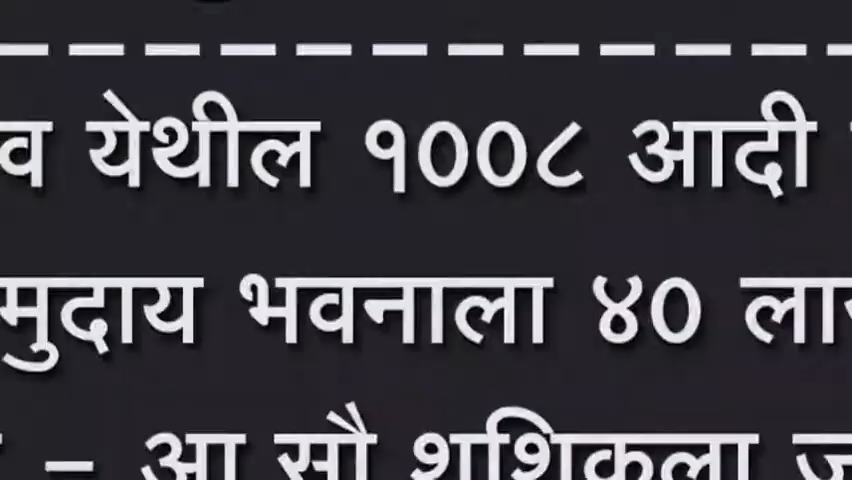 व येथील १००८ आदी
मुदाय भवनाला ४० ला
- आ सौ शशिकला ज